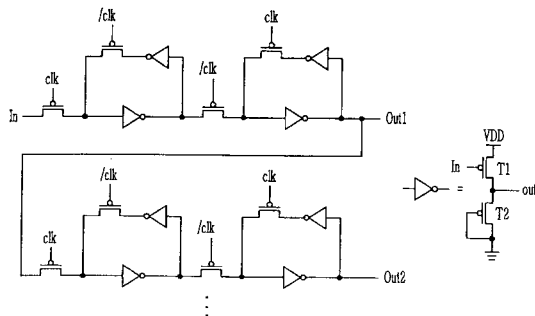 /clk
clk
clk
/clk
In
Out1
VDD
In
T1
=
out
T2
/clk
clk
clk
/clk
Out2